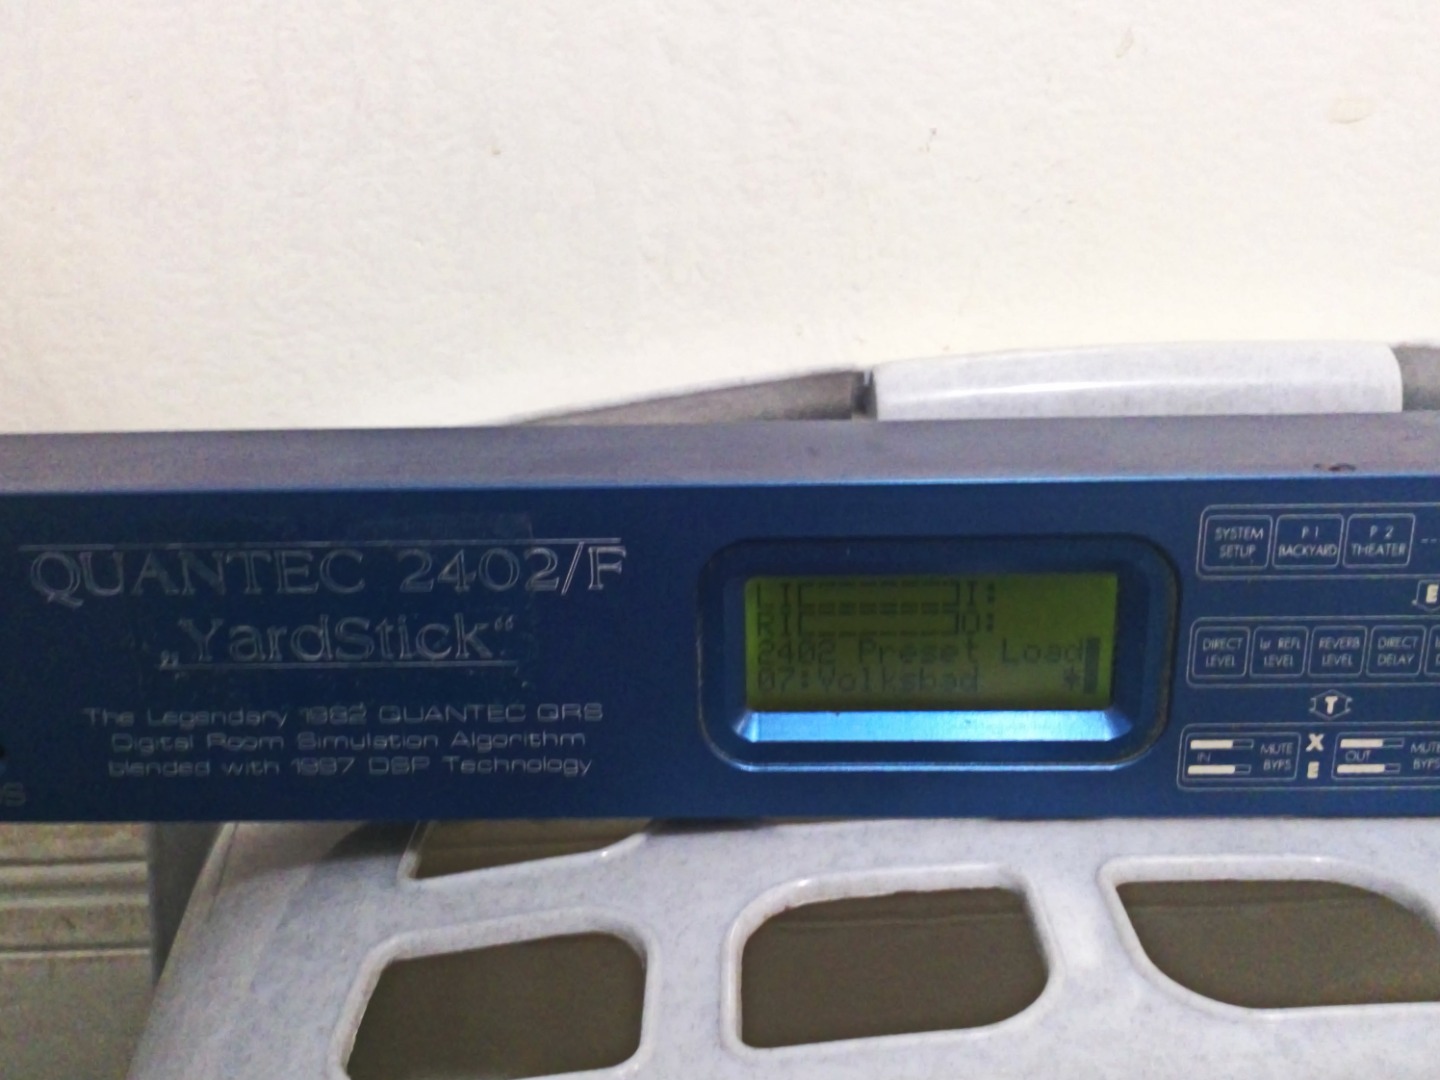 QUANTEC 2402/F
„YardStick“
The Legendary 1982 QUANTEC QRS
Digital Room Simulation Algorithm
blended with 1997 DSP Technology
L I[ ]I:
R I[ ]O:
2402 Preset Load
07:Volksbad *
SYSTEM SETUP
P 1 BACKYARD
P 2 THEATER
E
DIRECT LEVEL
1st REFL LEVEL
REVERB LEVEL
DIRECT DELAY
T
IN
MUTE BYPS
X
E
OUT
MUTE BYPS